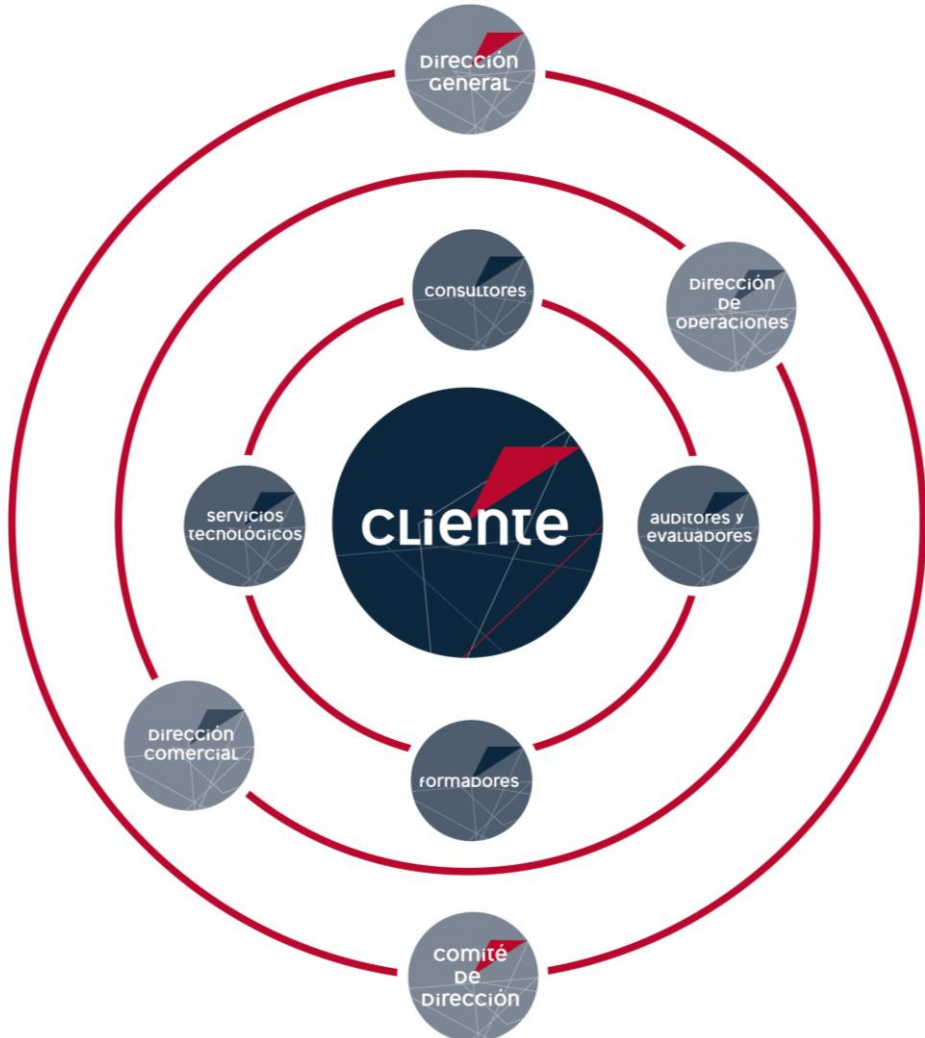 Dirección
General
Consultores
Dirección
de
operaciones
servicios
tecnológicos
cliente
auditores y
evaluadores
Dirección
comercial
formadores
comité
de
Dirección